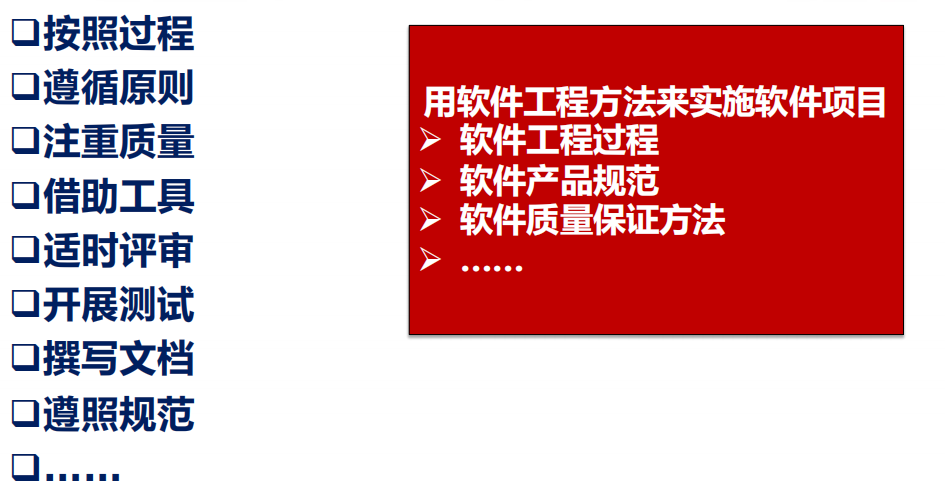 ❑按照过程
❑遵循原则
❑注重质量
❑借助工具
❑适时评审
❑开展测试
❑撰写文档
❑遵照规范
❑......
用软件工程方法来实施软件项目
➢ 软件工程过程
➢ 软件产品规范
➢ 软件质量保证方法
➢ ......